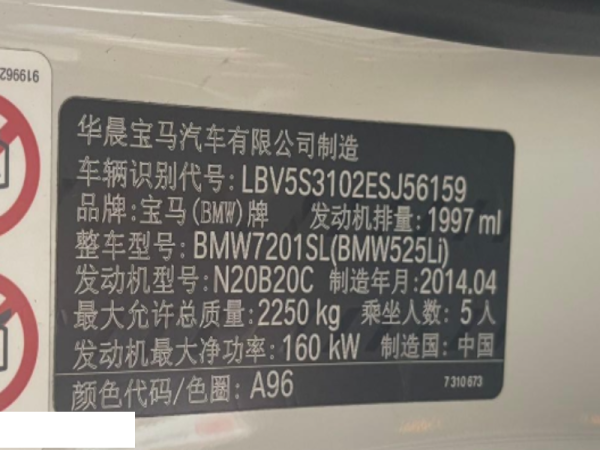 919962
华晨宝马汽车有限公司制造
车辆识别代号: LBV5S3102ESJ56159
品牌: 宝马(BMW)牌 发动机排量: 1997 ml
整车型号: BMW7201SL(BMW525Li)
发动机型号: N20B20C 制造年月: 2014.04
最大允许总质量: 2250 kg 乘坐人数: 5 人
发动机最大净功率: 160 kW 制造国: 中国
颜色代码/色圈: A96 7 310 673